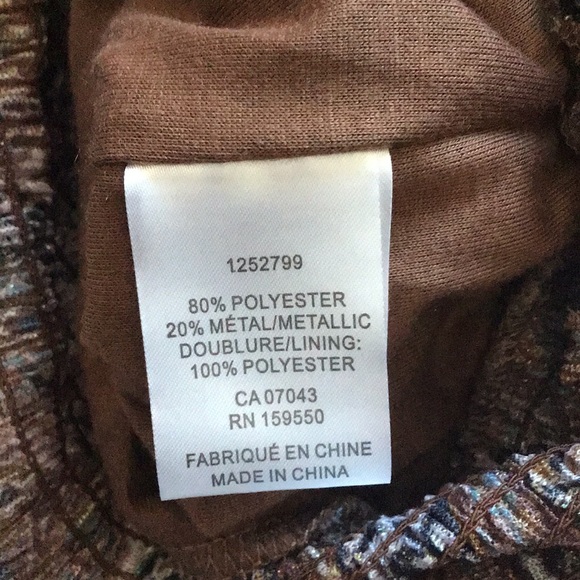 1252799
80% POLYESTER
20% MÉTAL/METALLIC
DOUBLURE/LINING:
100% POLYESTER
CA 07043
RN 159550
FABRIQUÉ EN CHINE
MADE IN CHINA